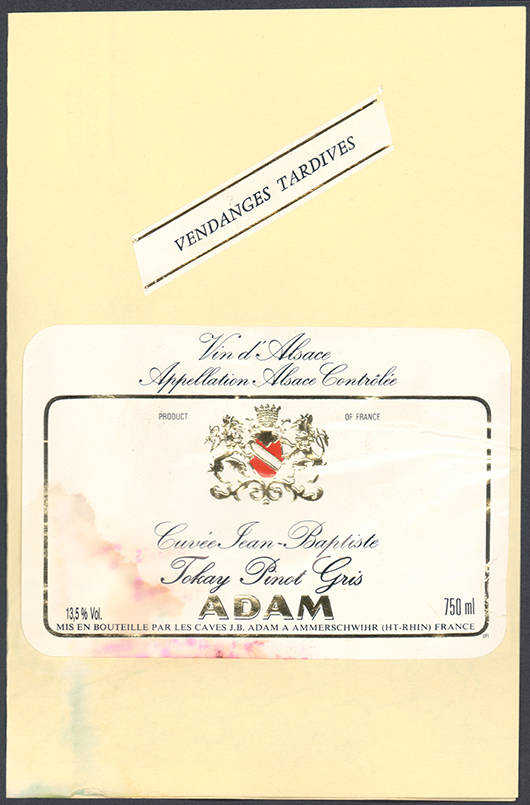 VENDANGES TARDIVES
Vin d'Alsace
Appellation Alsace Contrôlée
PRODUCT OF FRANCE
Cuvée Jean-Baptiste
Tokay Pinot Gris
ADAM
13,5 % Vol. 750 ml
MIS EN BOUTEILLE PAR LES CAVES J.B. ADAM A AMMERSCHWIHR (HT-RHIN) FRANCE